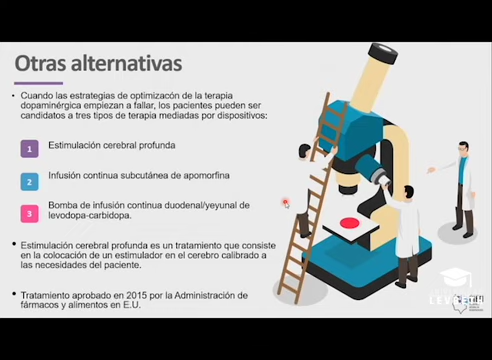 Otras alternativas
• Cuando las estrategias de optimizacón de la terapia
dopaminérgica empiezan a fallar, los pacientes pueden ser
candidatos a tres tipos de terapia mediadas por dispositivos:
1 Estimulación cerebral profunda
2 Infusión continua subcutánea de apomorfina
3 Bomba de infusión continua duodenal/yeyunal de
levodopa-carbidopa.
• Estimulación cerebral profunda es un tratamiento que consiste
en la colocación de un estimulador en el cerebro calibrado a
las necesidades del paciente.
• Tratamiento aprobado en 2015 por la Administración de
fármacos y alimentos en E.U.